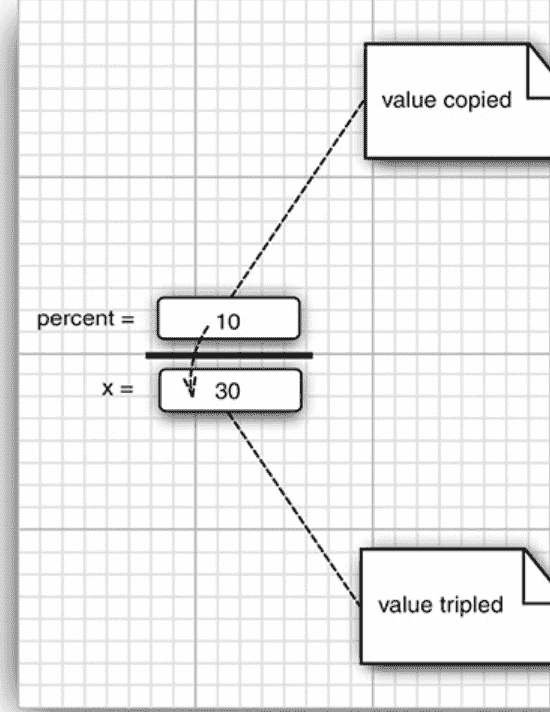 value copied
percent = 10
x = 30
value tripled